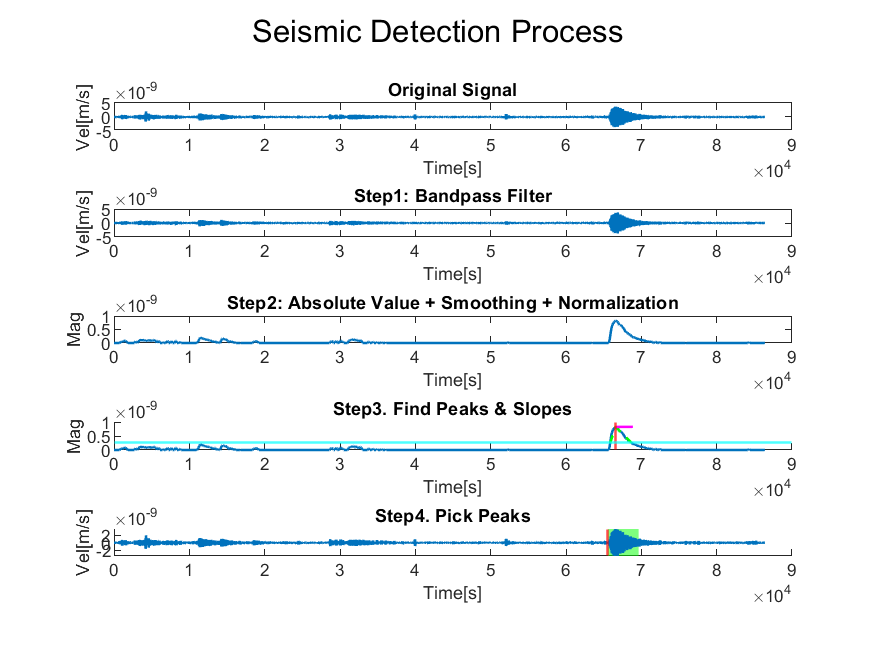 Seismic Detection Process
Original Signal
×10^-9
Vel[m/s]
5
0
-5
0 1 2 3 4 5 6 7 8 9
Time[s]
×10^4
Step1: Bandpass Filter
×10^-9
Vel[m/s]
5
0
-5
0 1 2 3 4 5 6 7 8 9
Time[s]
×10^4
Step2: Absolute Value + Smoothing + Normalization
×10^-9
Mag
1
0.5
0
0 1 2 3 4 5 6 7 8 9
Time[s]
×10^4
Step3. Find Peaks & Slopes
×10^-9
Mag
1
0.5
0
0 1 2 3 4 5 6 7 8 9
Time[s]
×10^4
Step4. Pick Peaks
×10^-9
Vel[m/s]
2
0
-2
0 1 2 3 4 5 6 7 8 9
Time[s]
×10^4